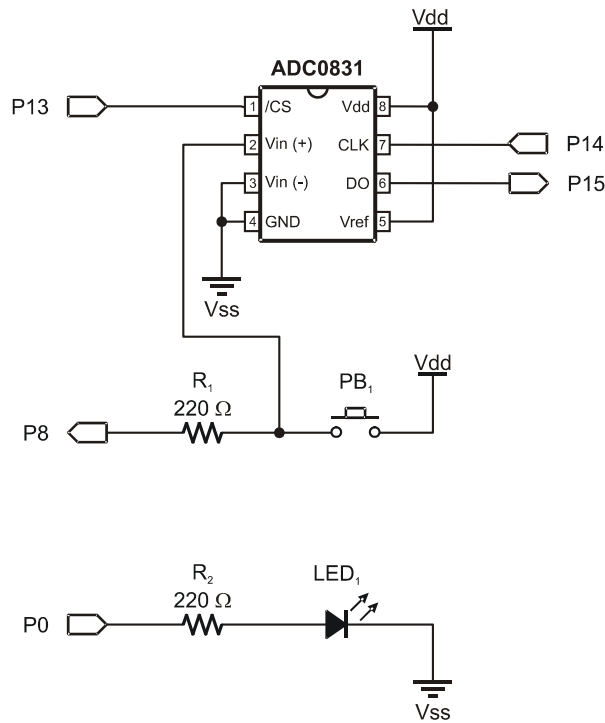 Vdd
ADC0831
P13
1 /CS Vdd 8
2 Vin (+) CLK 7
P14
3 Vin (-) DO 6
P15
4 GND Vref 5
Vss
R1 PB1 Vdd
220 Ω
P8
R2 LED1
220 Ω
P0
Vss